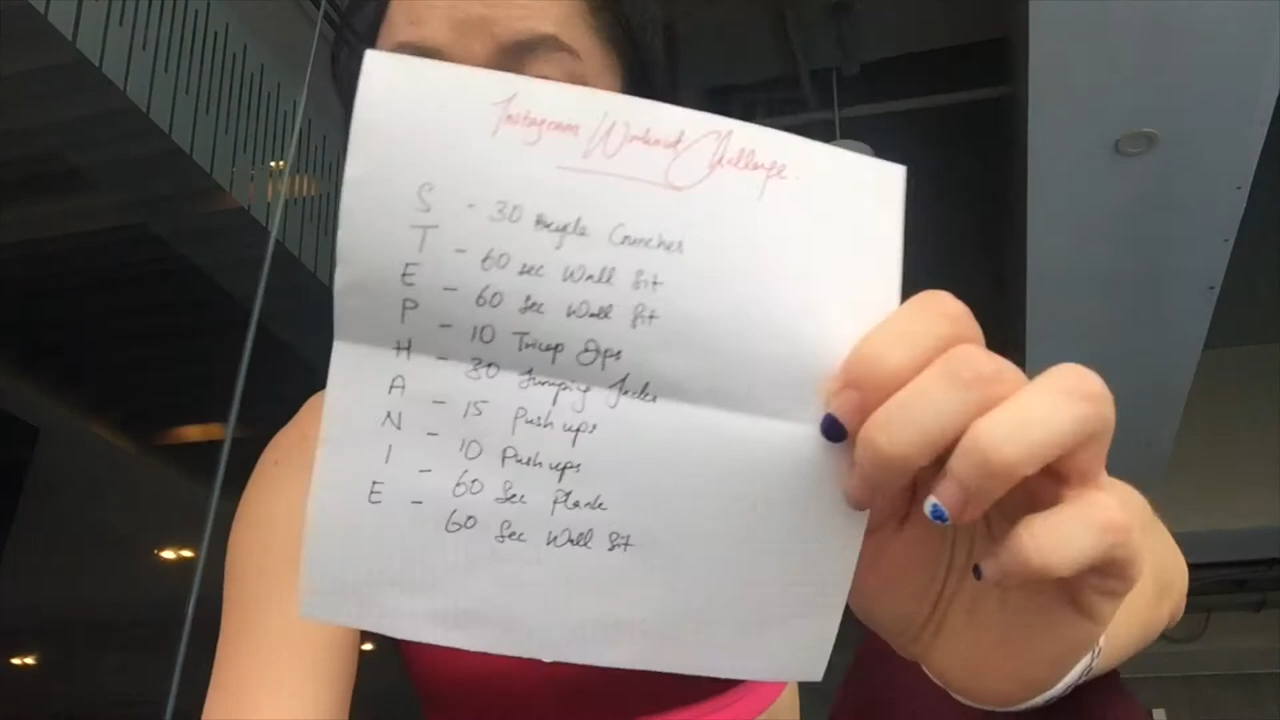 Instagram Workout Challenge.
S - 30 Bicycle Crunches
T - 60 sec Wall Sit
E - 60 Sec Wall Sit
P - 10 Tricep Dips
H - 30 Jumping Jacks
A - 15 Push ups
N - 10 Push ups
I - 60 Sec Plank
E - 60 Sec Wall Sit